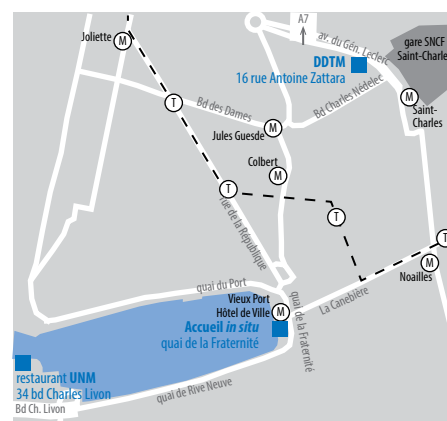 A7
av. du Gén. Leclerc
gare SNCF
Saint-Charles
Joliette
M
DDTM
16 rue Antoine Zattara
Bd Charles Nédelec
M
Saint-
Charles
T
Bd des Dames
M
Jules Guesde
Colbert
M
T
T
rue de la République
T
Noailles
M
quai du Port
La Canebière
Vieux Port
Hôtel de Ville
M
quai de la Fraternité
Accueil in situ
quai de la Fraternité
restaurant UNM
34 bd Charles Livon
Bd Ch. Livon
quai de Rive Neuve